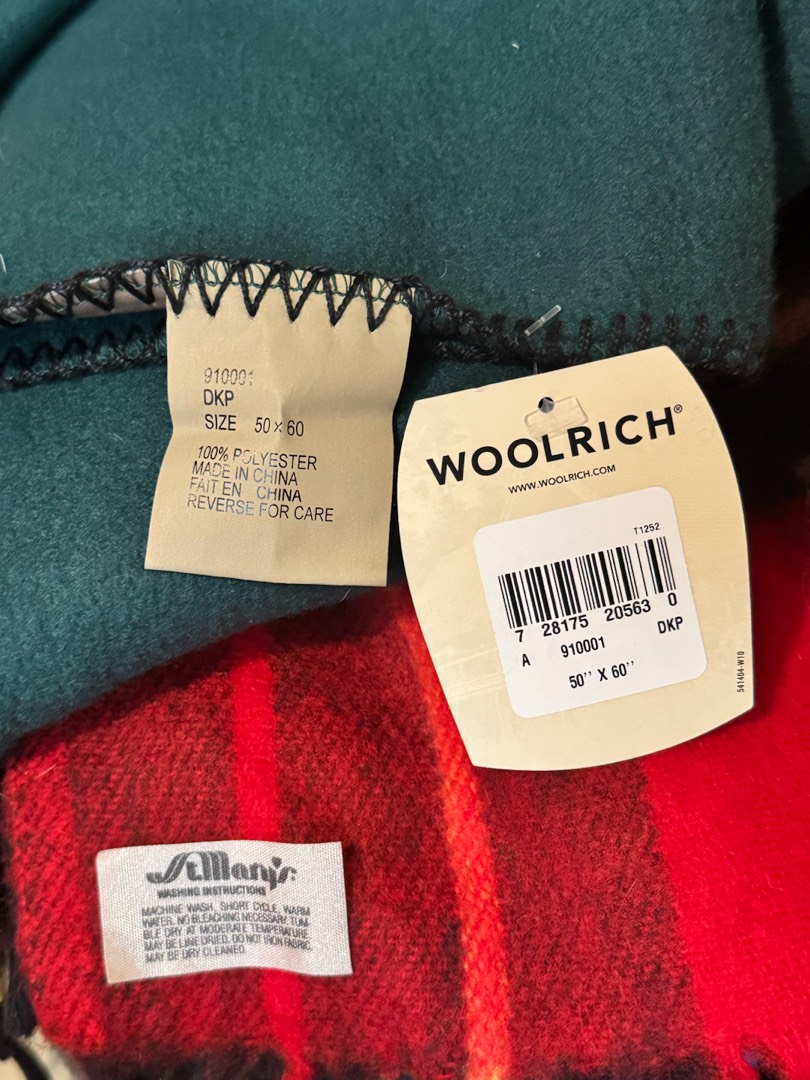 910001
DKP
SIZE 50 x 60
100% POLYESTER
MADE IN CHINA
FAIT EN CHINA
REVERSE FOR CARE
WOOLRICH®
WWW.WOOLRICH.COM
T1252
7 28175 20563 0
A 910001 DKP
50'' X 60''
541404-W10
St.Mary's
WASHING INSTRUCTIONS
MACHINE WASH, SHORT CYCLE, WARM
WATER. NO BLEACHING NECESSARY. TUM-
BLE DRY AT MODERATE TEMPERATURE.
MAY BE LINE DRIED. DO NOT IRON FABRIC.
MAY BE DRY CLEANED.